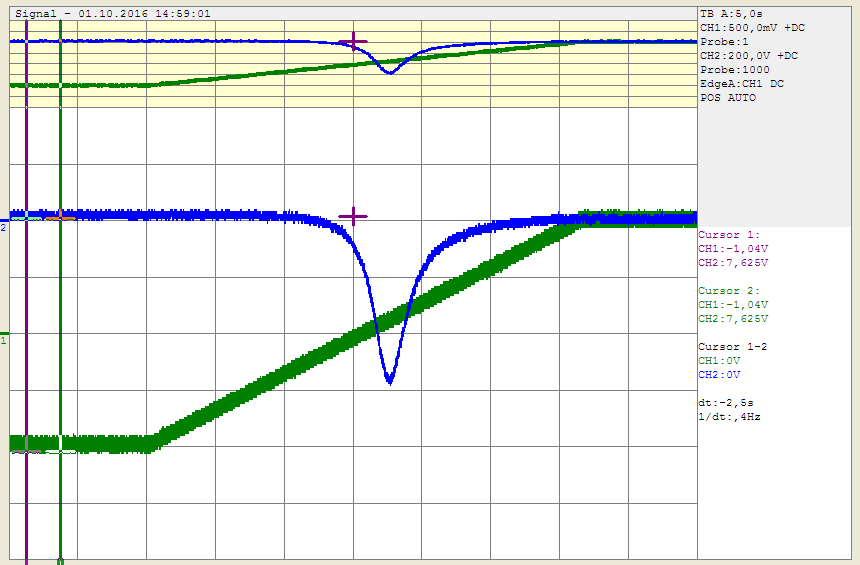 Signal - 01.10.2016 14:59:01
TB A:5,0s
CH1:500,0mV +DC
Probe:1
CH2:200,0V +DC
Probe:1000
EdgeA:CH1 DC
POS AUTO
2
1
Cursor 1:
CH1:-1,04V
CH2:7,625V
Cursor 2:
CH1:-1,04V
CH2:7,625V
Cursor 1-2
CH1:0V
CH2:0V
dt:-2,5s
1/dt:,4Hz